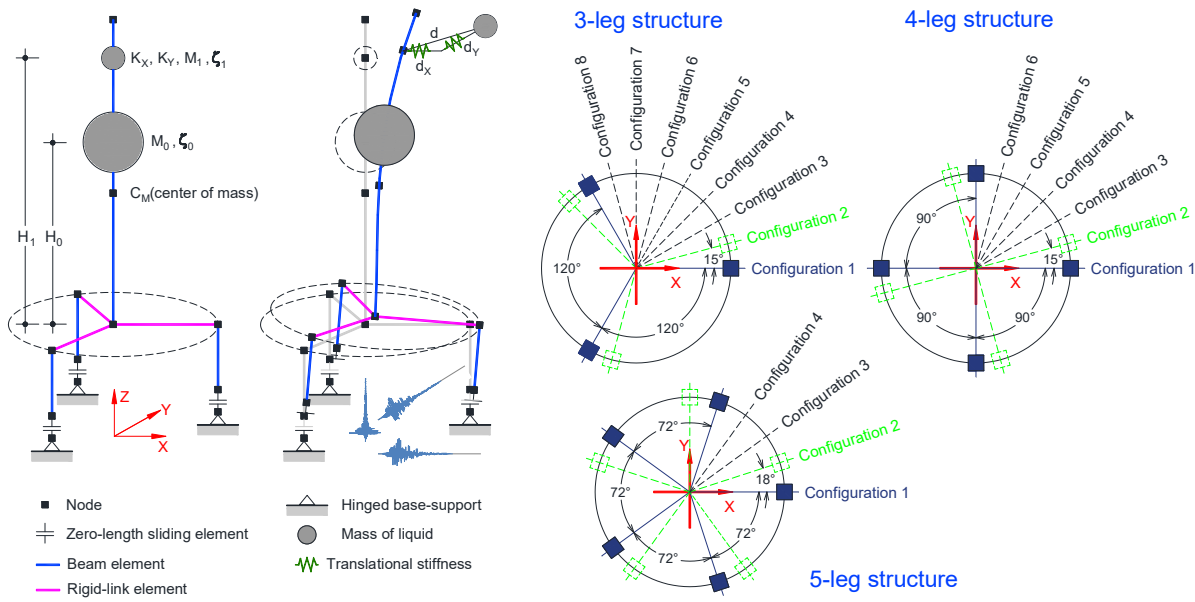 K_X, K_Y, M_1, ζ_1
M_0, ζ_0
C_M(center of mass)
H_1
H_0
Z
Y
X
d
d_Y
d_X
Node
Zero-length sliding element
Beam element
Rigid-link element
Hinged base-support
Mass of liquid
Translational stiffness
3-leg structure
Configuration 8
Configuration 7
Configuration 6
Configuration 5
Configuration 4
Configuration 3
Configuration 2
Configuration 1
15°
120°
120°
Y
X
4-leg structure
Configuration 6
Configuration 5
Configuration 4
Configuration 3
Configuration 2
Configuration 1
15°
90°
90°
90°
Y
X
Configuration 4
Configuration 3
Configuration 2
Configuration 1
18°
72°
72°
72°
72°
Y
X
5-leg structure